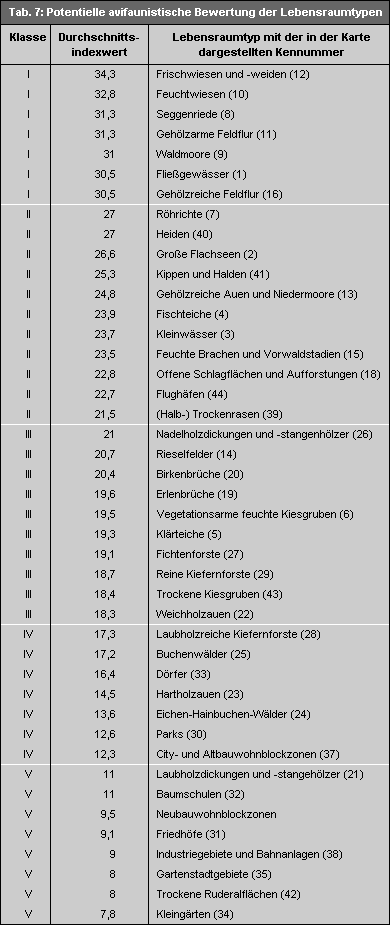 Tab. 7: Potentielle avifaunistische Bewertung der Lebensraumtypen
Klasse Durchschnitts-indexwert Lebensraumtyp mit der in der Karte dargestellten Kennummer
I 34,3 Frischwiesen und -weiden (12)
I 32,8 Feuchtwiesen (10)
I 31,3 Seggenriede (8)
I 31,3 Gehölzarme Feldflur (11)
I 31 Waldmoore (9)
I 30,5 Fließgewässer (1)
I 30,5 Gehölzreiche Feldflur (16)
II 27 Röhrichte (7)
II 27 Heiden (40)
II 26,6 Große Flachseen (2)
II 25,3 Kippen und Halden (41)
II 24,8 Gehölzreiche Auen und Niedermoore (13)
II 23,9 Fischteiche (4)
II 23,7 Kleinwässer (3)
II 23,5 Feuchte Brachen und Vorwaldstadien (15)
II 22,8 Offene Schlagflächen und Aufforstungen (18)
II 22,7 Flughäfen (44)
II 21,5 (Halb-) Trockenrasen (39)
III 21 Nadelholzdickungen und -stangenhölzer (26)
III 20,7 Rieselfelder (14)
III 20,4 Birkenbrüche (20)
III 19,6 Erlenbrüche (19)
III 19,5 Vegetationsarme feuchte Kiesgruben (6)
III 19,3 Klärteiche (5)
III 19,1 Fichtenforste (27)
III 18,7 Reine Kiefernforste (29)
III 18,4 Trockene Kiesgruben (43)
III 18,3 Weichholzauen (22)
IV 17,3 Laubholzreiche Kiefernforste (28)
IV 17,2 Buchenwälder (25)
IV 16,4 Dörfer (33)
IV 14,5 Hartholzauen (23)
IV 13,6 Eichen-Hainbuchen-Wälder (24)
IV 12,6 Parks (30)
IV 12,3 City- und Altbauwohnblockzonen (37)
V 11 Laubholzdickungen und -stangehölzer (21)
V 11 Baumschulen (32)
V 9,5 Neubauwohnblockzonen
V 9,1 Friedhöfe (31)
V 9 Industriegebiete und Bahnanlagen (38)
V 8 Gartenstadtgebiete (35)
V 8 Trockene Ruderalflächen (42)
V 7,8 Kleingärten (34)